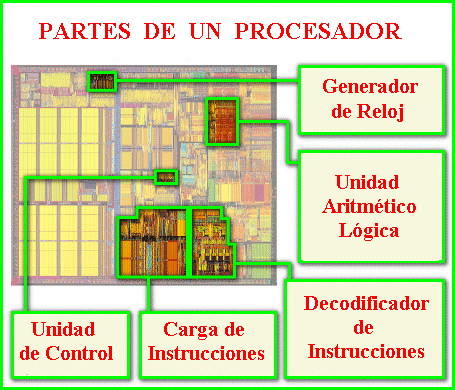 PARTES DE UN PROCESADOR
Generador
de Reloj
Unidad
Aritmético
Lógica
Decodificador
de
Instrucciones
Unidad
de Control
Carga de
Instrucciones